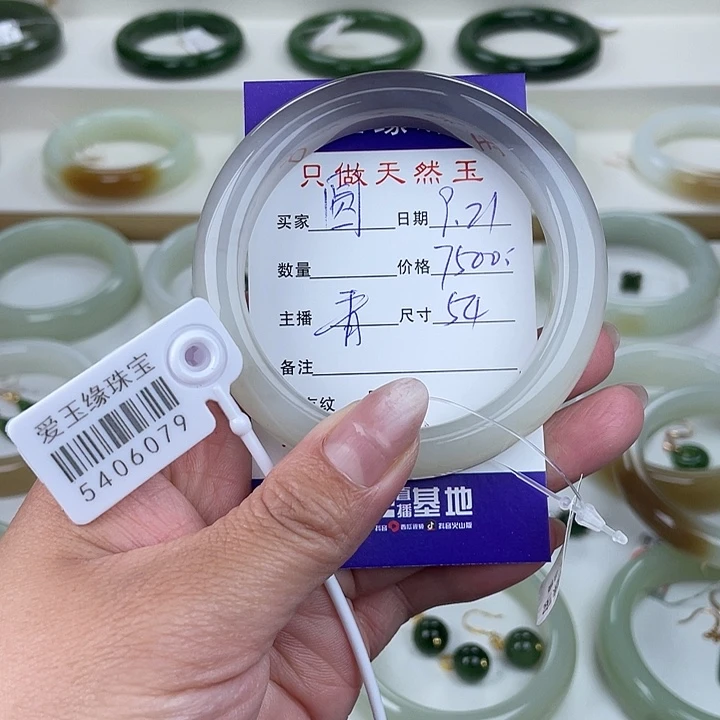 只做天然玉
买家 圆 日期 9.21
数量 价格 7500
主播 青 尺寸 54
备注
爱玉缘珠宝
5406079
基地